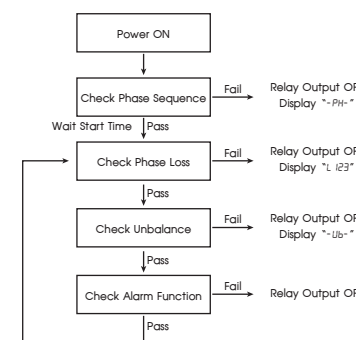 Power ON
Check Phase Sequence
Fail
Relay Output OF
Display "-PH-"
Wait Start Time
Pass
Check Phase Loss
Fail
Relay Output OF
Display "L 123"
Pass
Check Unbalance
Fail
Relay Output OF
Display "-Ub-"
Pass
Check Alarm Function
Fail
Relay Output OF
Pass